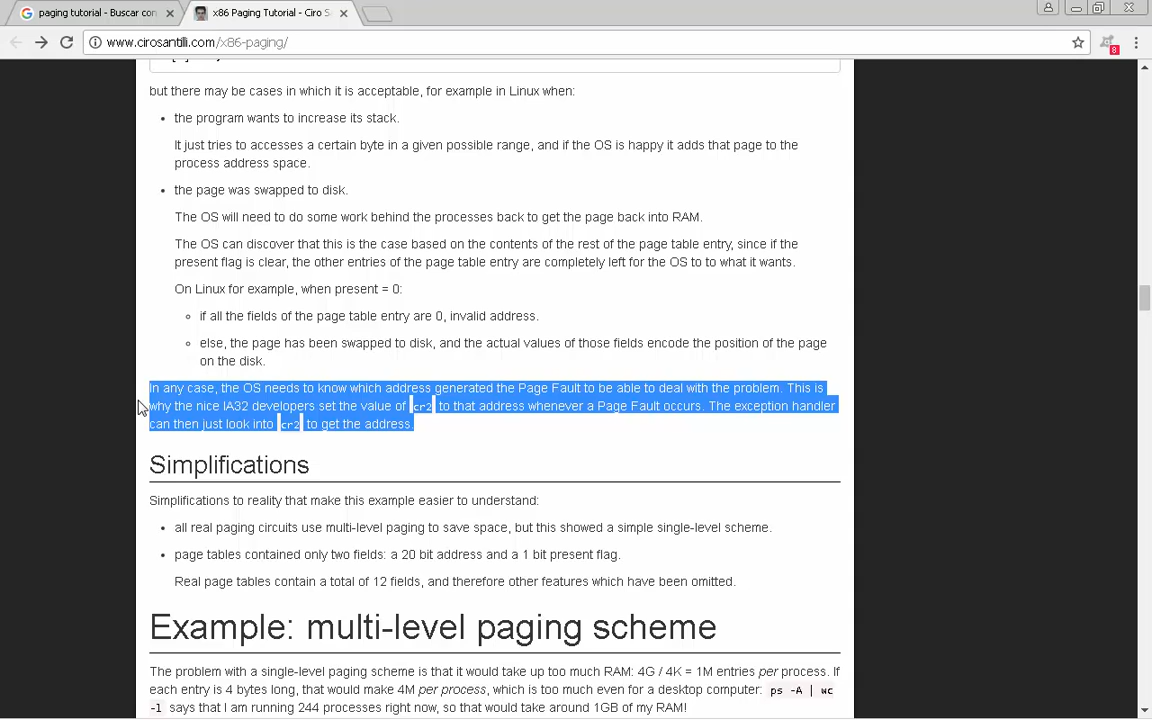 paging tutorial - Buscar con
x86 Paging Tutorial - Ciro S
www.cirosantilli.com/x86-paging/
8
but there may be cases in which it is acceptable, for example in Linux when:
• the program wants to increase its stack.
It just tries to accesses a certain byte in a given possible range, and if the OS is happy it adds that page to the
process address space.
• the page was swapped to disk.
The OS will need to do some work behind the processes back to get the page back into RAM.
The OS can discover that this is the case based on the contents of the rest of the page table entry, since if the
present flag is clear, the other entries of the page table entry are completely left for the OS to to what it wants.
On Linux for example, when present = 0:
◦ if all the fields of the page table entry are 0, invalid address.
◦ else, the page has been swapped to disk, and the actual values of those fields encode the position of the page
on the disk.
In any case, the OS needs to know which address generated the Page Fault to be able to deal with the problem. This is
why the nice IA32 developers set the value of cr2 to that address whenever a Page Fault occurs. The exception handler
can then just look into cr2 to get the address.
Simplifications
Simplifications to reality that make this example easier to understand:
• all real paging circuits use multi-level paging to save space, but this showed a simple single-level scheme.
• page tables contained only two fields: a 20 bit address and a 1 bit present flag.
Real page tables contain a total of 12 fields, and therefore other features which have been omitted.
Example: multi-level paging scheme
The problem with a single-level paging scheme is that it would take up too much RAM: 4G / 4K = 1M entries per process. If
each entry is 4 bytes long, that would make 4M per process, which is too much even for a desktop computer: ps -A | wc
-l says that I am running 244 processes right now, so that would take around 1GB of my RAM!